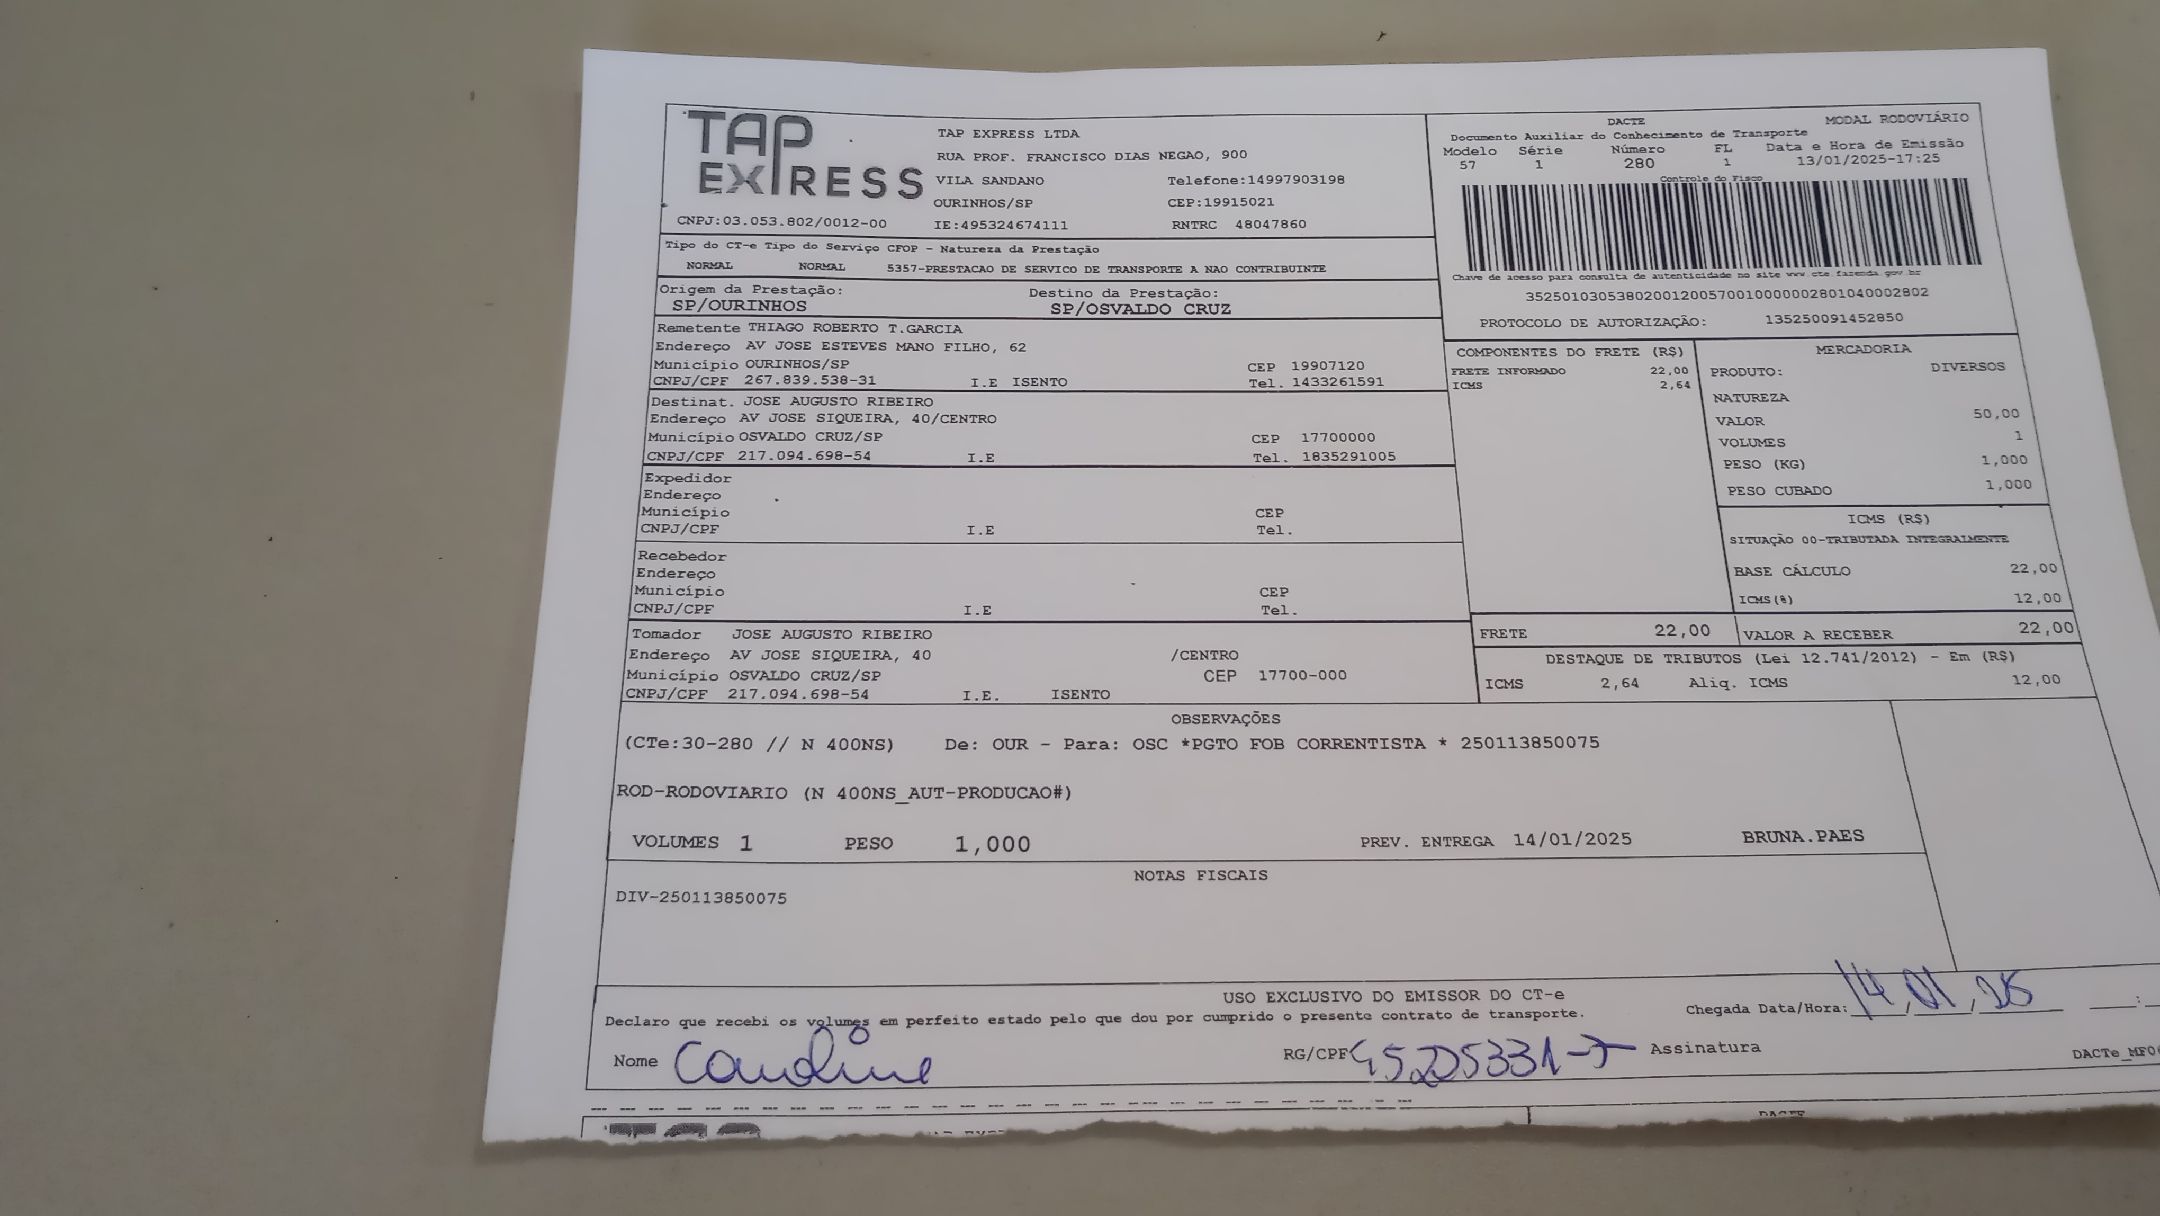 TAP EXPRESS
CNPJ:03.053.802/0012-00
TAP EXPRESS LTDA
RUA PROF. FRANCISCO DIAS NEGAO, 900
VILA SANDANO Telefone:14997903198
OURINHOS/SP CEP:19915021
IE:495324674111 RNTRC 48047860
DACTE MODAL RODOVIÁRIO
Documento Auxiliar do Conhecimento de Transporte
Modelo Série Número FL Data e Hora de Emissão
57 1 280 1 13/01/2025-17:25
Controle do Fisco
Chave de acesso para consulta de autenticidade no site www.cte.fazenda.gov.br
35250103053802001200570010000002801040002802
PROTOCOLO DE AUTORIZAÇÃO: 135250091452850
Tipo do CT-e Tipo do Serviço CFOP - Natureza da Prestação
NORMAL NORMAL 5357-PRESTACAO DE SERVICO DE TRANSPORTE A NAO CONTRIBUINTE
Origem da Prestação: Destino da Prestação:
SP/OURINHOS SP/OSVALDO CRUZ
Remetente THIAGO ROBERTO T.GARCIA
Endereço AV JOSE ESTEVES MANO FILHO, 62
Município OURINHOS/SP CEP 19907120
CNPJ/CPF 267.839.538-31 I.E ISENTO Tel. 1433261591
Destinat. JOSE AUGUSTO RIBEIRO
Endereço AV JOSE SIQUEIRA, 40/CENTRO
Município OSVALDO CRUZ/SP CEP 17700000
CNPJ/CPF 217.094.698-54 I.E Tel. 1835291005
Expedidor
Endereço
Município CEP
CNPJ/CPF I.E Tel.
Recebedor
Endereço
Município CEP
CNPJ/CPF I.E Tel.
Tomador JOSE AUGUSTO RIBEIRO
Endereço AV JOSE SIQUEIRA, 40 /CENTRO
Município OSVALDO CRUZ/SP CEP 17700-000
CNPJ/CPF 217.094.698-54 I.E. ISENTO
COMPONENTES DO FRETE (R$)
FRETE INFORMADO 22,00
ICMS 2,64
MERCADORIA
PRODUTO: DIVERSOS
NATUREZA
VALOR 50,00
VOLUMES 1
PESO (KG) 1,000
PESO CUBADO 1,000
ICMS (R$)
SITUAÇÃO 00-TRIBUTADA INTEGRALMENTE
BASE CÁLCULO 22,00
ICMS(%) 12,00
FRETE 22,00 VALOR A RECEBER 22,00
DESTAQUE DE TRIBUTOS (Lei 12.741/2012) - Em (R$)
ICMS 2,64 Aliq. ICMS 12,00
OBSERVAÇÕES
(CTe:30-280 // N 400NS) De: OUR - Para: OSC *PGTO FOB CORRENTISTA * 250113850075
ROD-RODOVIARIO (N 400NS_AUT-PRODUCAO#)
VOLUMES 1 PESO 1,000 PREV. ENTREGA 14/01/2025 BRUNA.PAES
NOTAS FISCAIS
DIV-250113850075
USO EXCLUSIVO DO EMISSOR DO CT-e
Declaro que recebi os volumes em perfeito estado pelo que dou por cumprido o presente contrato de transporte.
Chegada Data/Hora: 14,01,25 :
Nome Caroline RG/CPF Assinatura